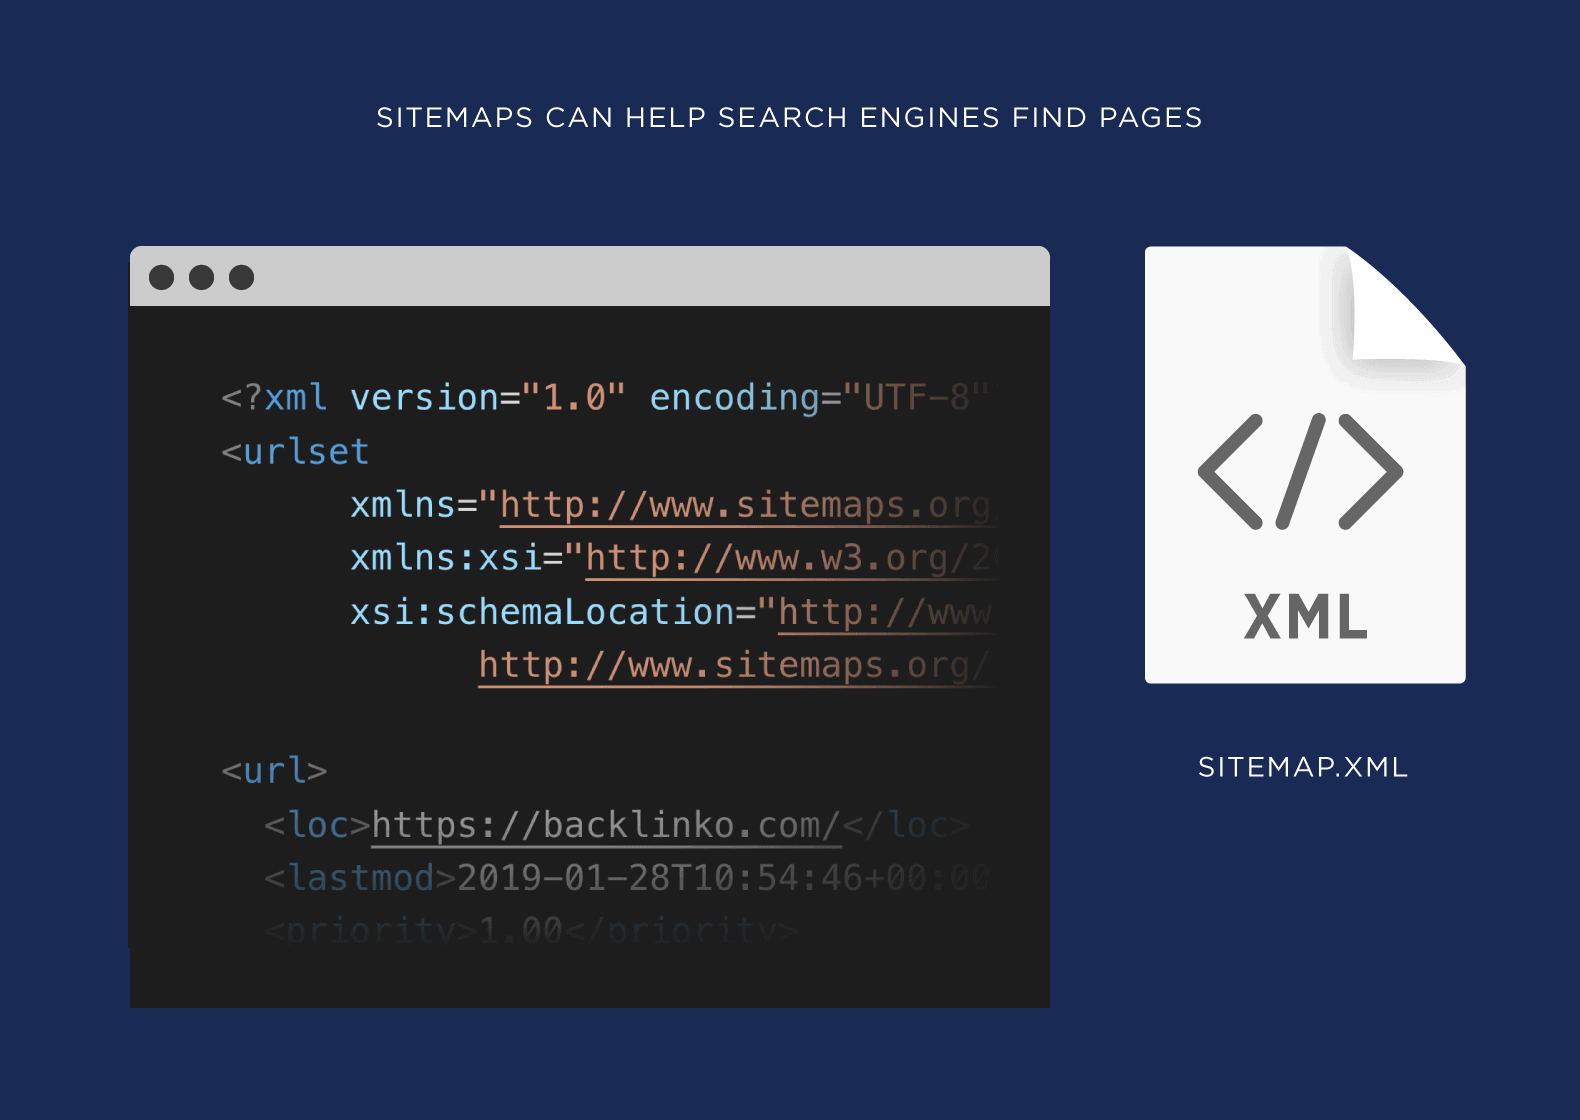 SITEMAPS CAN HELP SEARCH ENGINES FIND PAGES
<?xml version="1.0" encoding="UTF-8"
<urlset
xmlns="http://www.sitemaps.org/
xmlns:xsi="http://www.w3.org/20
xsi:schemaLocation="http://www
http://www.sitemaps.org/
<url>
<loc>https://backlinko.com/</loc>
<lastmod>2019-01-28T10:54:46+00:00
<priority>1.00</priority>
</>
XML
SITEMAP.XML